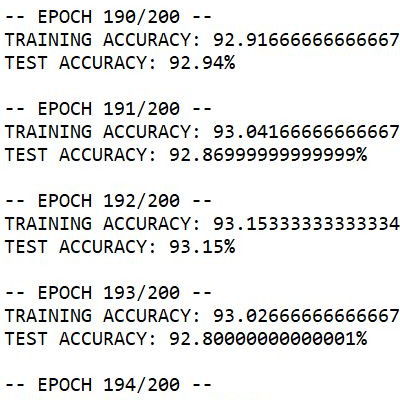 -- EPOCH 190/200 --
TRAINING ACCURACY: 92.91666666666667
TEST ACCURACY: 92.94%
-- EPOCH 191/200 --
TRAINING ACCURACY: 93.04166666666667
TEST ACCURACY: 92.86999999999999%
-- EPOCH 192/200 --
TRAINING ACCURACY: 93.15333333333334
TEST ACCURACY: 93.15%
-- EPOCH 193/200 --
TRAINING ACCURACY: 93.02666666666667
TEST ACCURACY: 92.80000000000001%
-- EPOCH 194/200 --